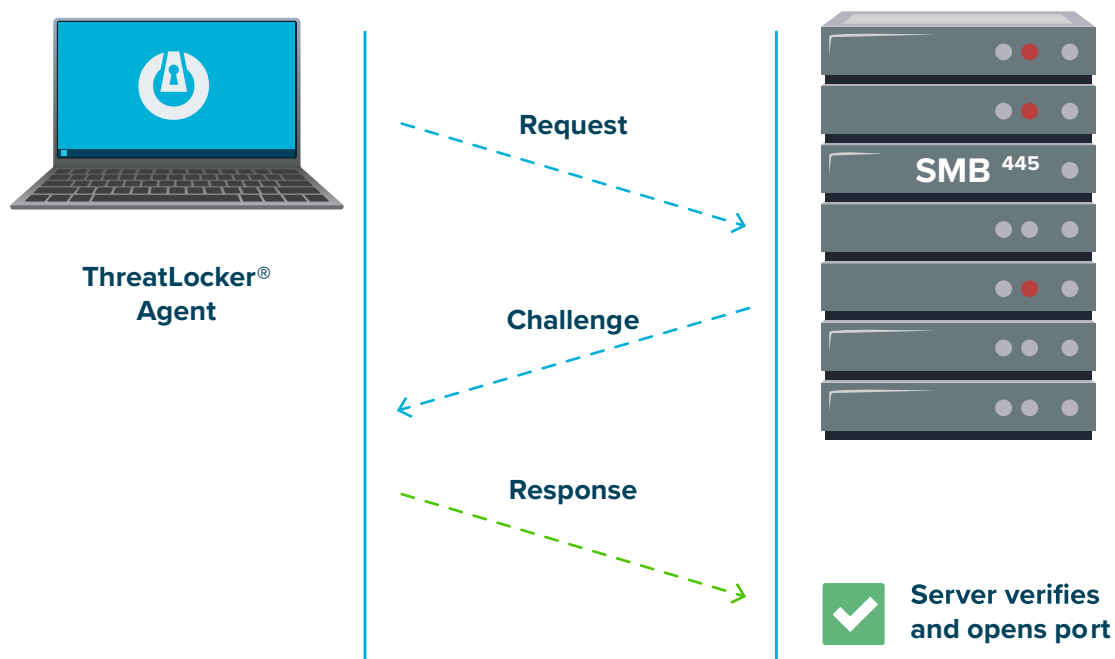 Request
SMB 445
ThreatLocker®
Agent
Challenge
Response
Server verifies
and opens port